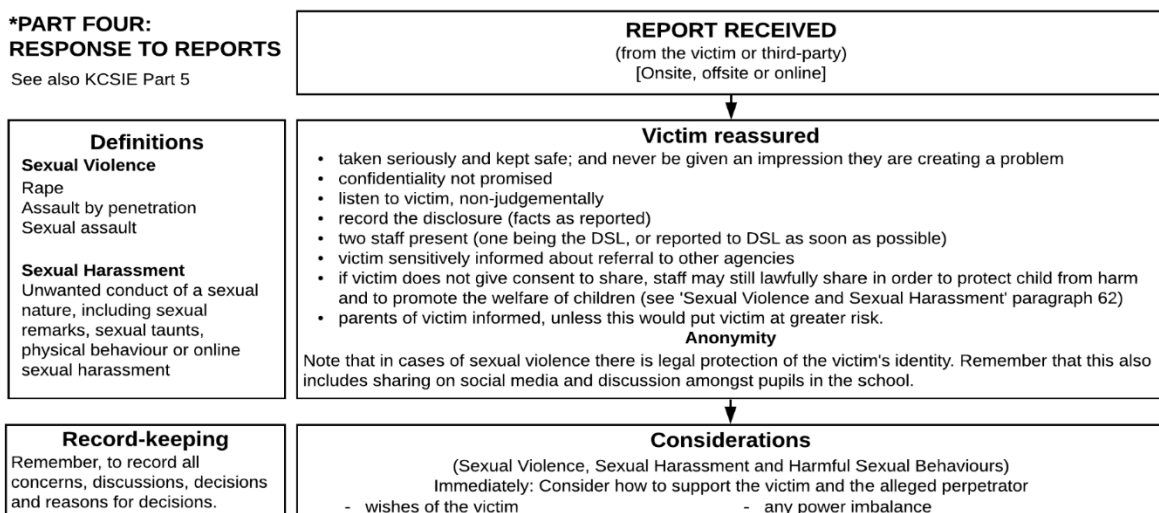 *PART FOUR:
RESPONSE TO REPORTS
See also KCSIE Part 5
REPORT RECEIVED
(from the victim or third-party)
[Onsite, offsite or online]
Definitions
Sexual Violence
Rape
Assault by penetration
Sexual assault
Sexual Harassment
Unwanted conduct of a sexual
nature, including sexual
remarks, sexual taunts,
physical behaviour or online
sexual harassment
Victim reassured
• taken seriously and kept safe; and never be given an impression they are creating a problem
• confidentiality not promised
• listen to victim, non-judgementally
• record the disclosure (facts as reported)
• two staff present (one being the DSL, or reported to DSL as soon as possible)
• victim sensitively informed about referral to other agencies
• if victim does not give consent to share, staff may still lawfully share in order to protect child from harm
and to promote the welfare of children (see 'Sexual Violence and Sexual Harassment' paragraph 62)
• parents of victim informed, unless this would put victim at greater risk.
Anonymity
Note that in cases of sexual violence there is legal protection of the victim's identity. Remember that this also
includes sharing on social media and discussion amongst pupils in the school.
Record-keeping
Remember, to record all
concerns, discussions, decisions
and reasons for decisions.
Considerations
(Sexual Violence, Sexual Harassment and Harmful Sexual Behaviours)
Immediately: Consider how to support the victim and the alleged perpetrator
- wishes of the victim
- any power imbalance